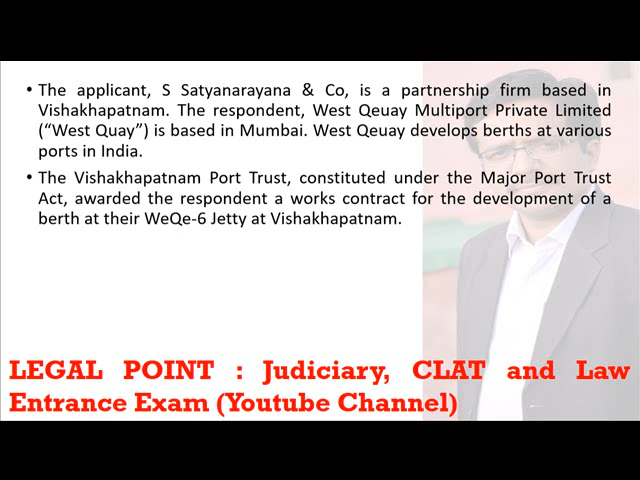 • The applicant, S Satyanarayana & Co, is a partnership firm based in
Vishakhapatnam. The respondent, West Qeuay Multiport Private Limited
(“West Quay”) is based in Mumbai. West Qeuay develops berths at various
ports in India.
• The Vishakhapatnam Port Trust, constituted under the Major Port Trust
Act, awarded the respondent a works contract for the development of a
berth at their WeQe-6 Jetty at Vishakhapatnam.
LEGAL POINT : Judiciary, CLAT and Law
Entrance Exam (Youtube Channel)